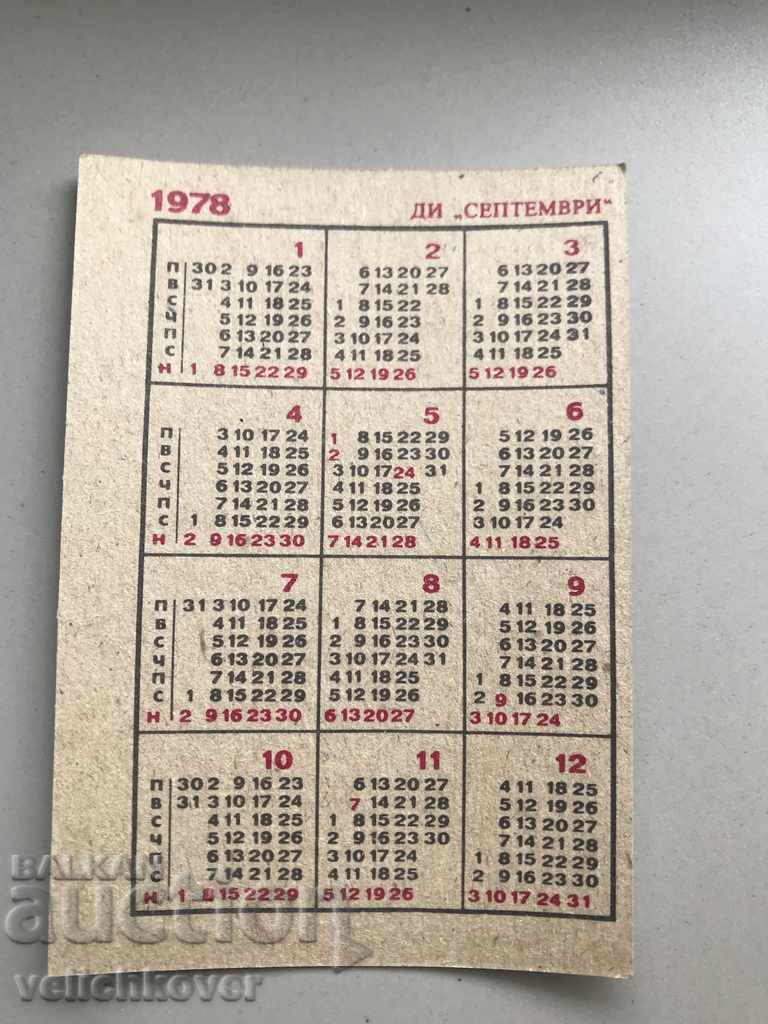 1978 ДИ „СЕПТЕМВРИ“
1 2 3
П 30 2 9 16 23 6 13 20 27 6 13 20 27
В 31 3 10 17 24 7 14 21 28 7 14 21 28
С 4 11 18 25 1 8 15 22 1 8 15 22 29
Ч 5 12 19 26 2 9 16 23 2 9 16 23 30
П 6 13 20 27 3 10 17 24 3 10 17 24 31
С 7 14 21 28 4 11 18 25 4 11 18 25
Н 1 8 15 22 29 5 12 19 26 5 12 19 26
4 5 6
П 3 10 17 24 1 8 15 22 29 5 12 19 26
В 4 11 18 25 2 9 16 23 30 6 13 20 27
С 5 12 19 26 3 10 17 24 31 7 14 21 28
Ч 6 13 20 27 4 11 18 25 1 8 15 22 29
П 7 14 21 28 5 12 19 26 2 9 16 23 30
С 1 8 15 22 29 6 13 20 27 3 10 17 24
Н 2 9 16 23 30 7 14 21 28 4 11 18 25
7 8 9
П 31 3 10 17 24 7 14 21 28 4 11 18 25
В 4 11 18 25 1 8 15 22 29 5 12 19 26
С 5 12 19 26 2 9 16 23 30 6 13 20 27
Ч 6 13 20 27 3 10 17 24 31 7 14 21 28
П 7 14 21 28 4 11 18 25 1 8 15 22 29
С 1 8 15 22 29 5 12 19 26 2 9 16 23 30
Н 2 9 16 23 30 6 13 20 27 3 10 17 24
10 11 12
П 30 2 9 16 23 6 13 20 27 4 11 18 25
В 31 3 10 17 24 7 14 21 28 5 12 19 26
С 4 11 18 25 1 8 15 22 29 6 13 20 27
Ч 5 12 19 26 2 9 16 23 30 7 14 21 28
П 6 13 20 27 3 10 17 24 1 8 15 22 29
С 7 14 21 28 4 11 18 25 2 9 16 23 30
Н 1 8 15 22 29 5 12 19 26 3 10 17 24 31
BALKAN
auction
velichkover